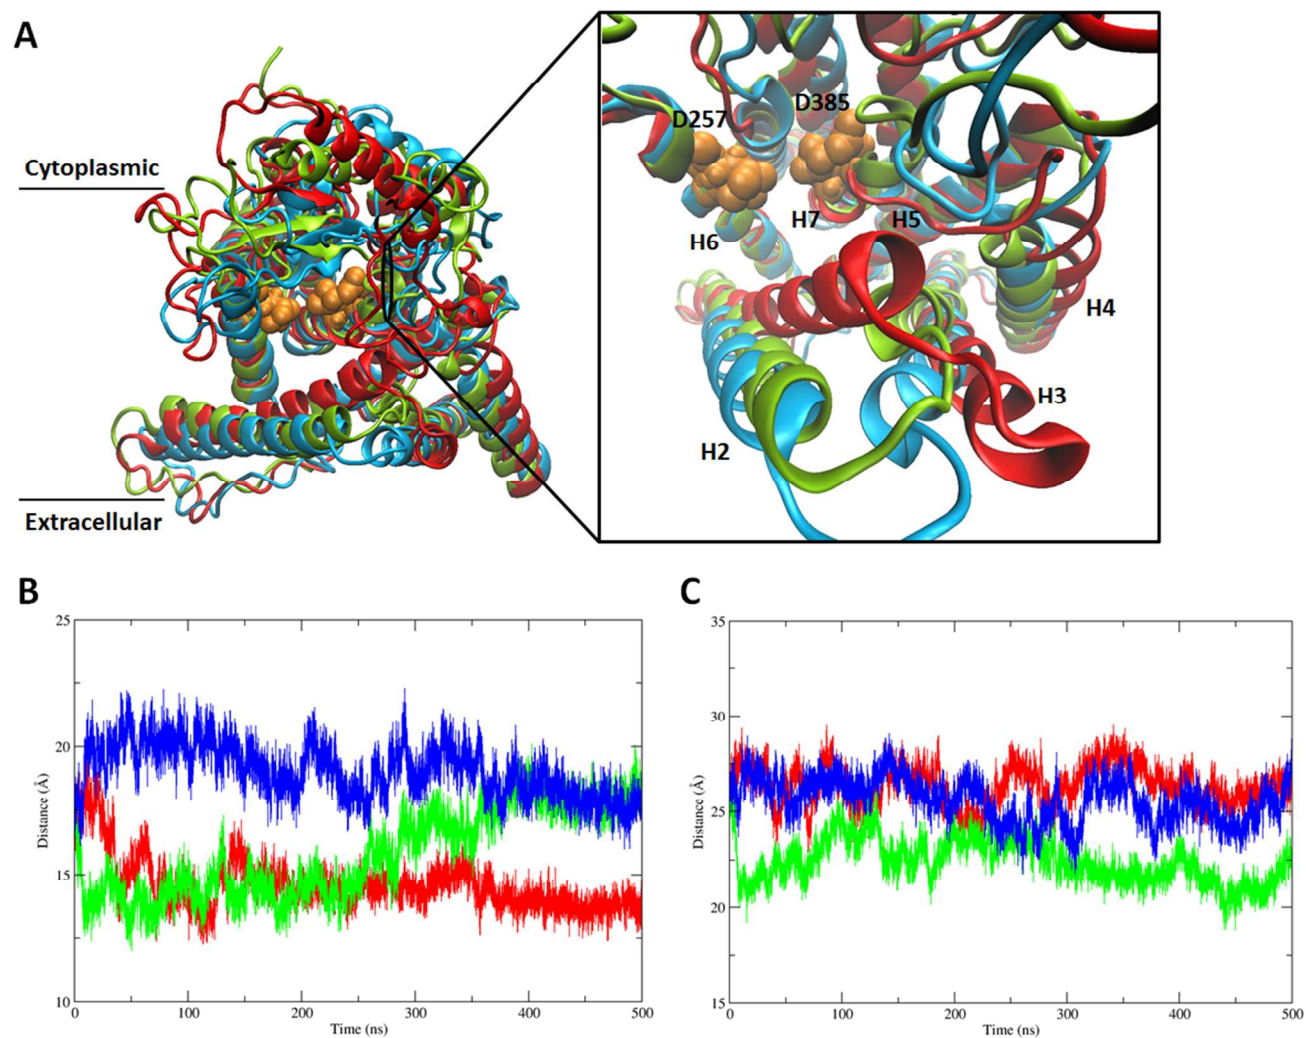 A
Cytoplasmic
Extracellular
D257
D385
H6
H7
H5
H4
H3
H2
B
25
20
15
10
Distance (Å)
0
100
200
300
400
500
Time (ns)
C
35
30
25
20
15
Distance (Å)
0
100
200
300
400
500
Time (ns)